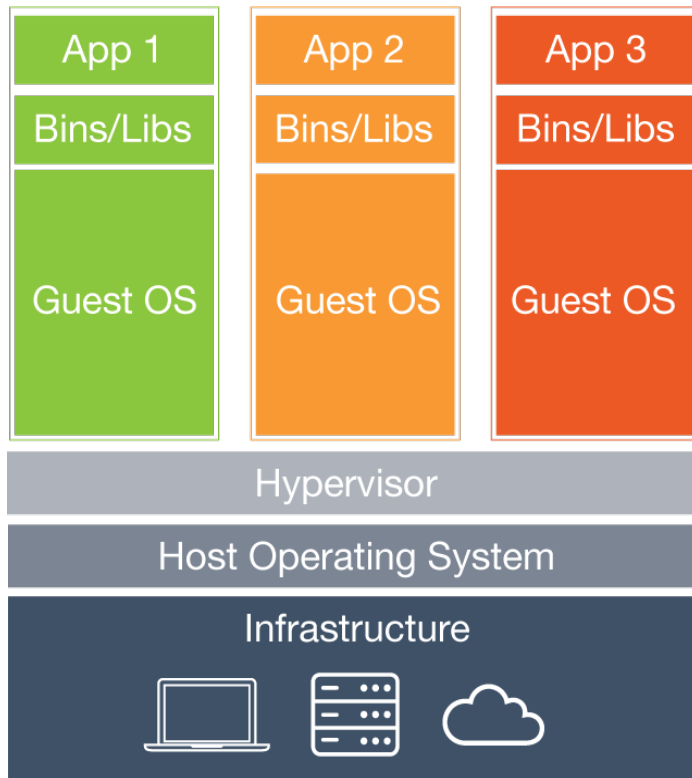 App 1
App 2
App 3
Bins/Libs
Bins/Libs
Bins/Libs
Guest OS
Guest OS
Guest OS
Hypervisor
Host Operating System
Infrastructure